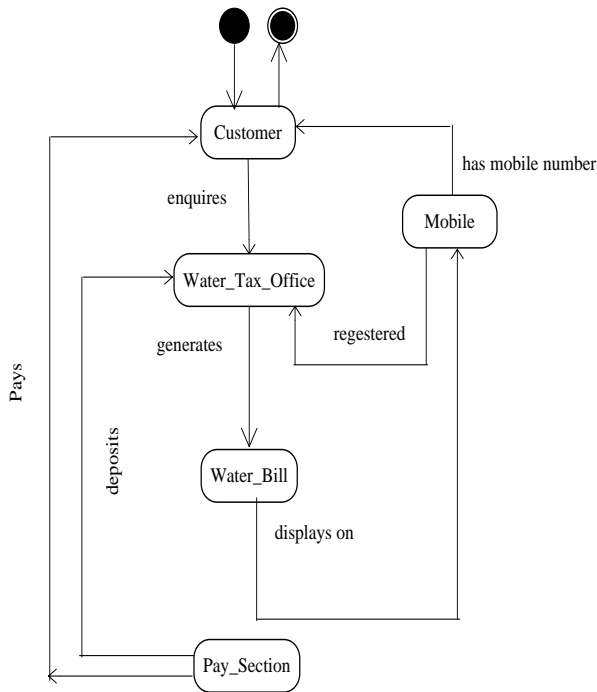 Customer
has mobile number
enquires
Mobile
Water_Tax_Office
regestered
generates
Pays
deposits
Water_Bill
displays on
Pay_Section